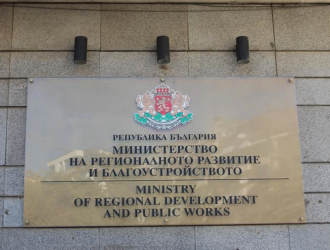 РЕПУБЛИКА БЪЛГАРИЯ
МИНИСТЕРСТВО
НА РЕГИОНАЛНОТО РАЗВИТИЕ
И БЛАГОУСТРОЙСТВОТО
MINISTRY
OF REGIONAL DEVELOPMENT
AND PUBLIC WORKS